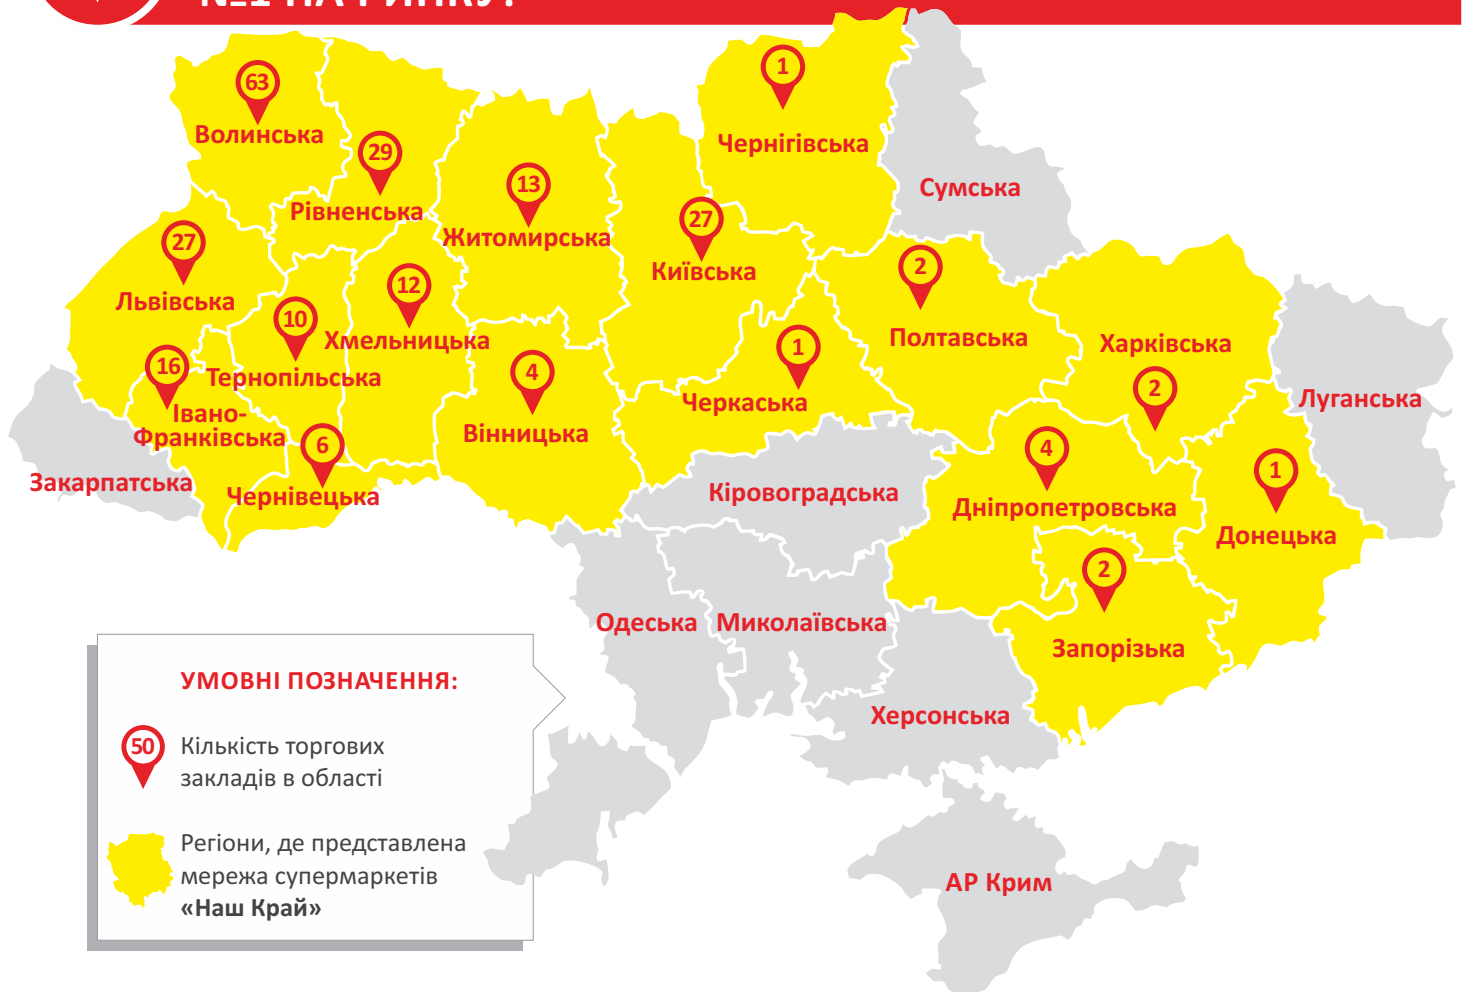 №1 НА РИНКУ!
1
63
Волинська
Чернігівська
29
Рівненська
13
Житомирська
Сумська
27
Київська
27
Львівська
2
Полтавська
12
Хмельницька
10
Тернопільська
Харківська
2
1
Черкаська
16
Івано-
Франківська
4
Вінницька
Луганська
6
Чернівецька
Закарпатська
4
Дніпропетровська
Кіровоградська
1
Донецька
2
Запорізька
Одеська
Миколаївська
Херсонська
АР Крим
УМОВНІ ПОЗНАЧЕННЯ:
50
Кількість торгових
закладів в області
Регіони, де представлена
мережа супермаркетів
«Наш Край»